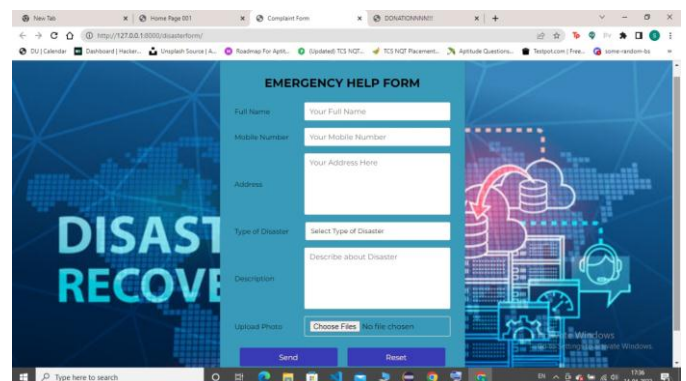 New Tab
Home Page 001
Complaint Form
DONATIONNNN!!!
http://127.0.0.1:8000/disasterform/
DU | Calendar
Dashboard | Hacker...
Unsplash Source | A...
Roadmap For Aptit...
(Updated) TCS NQT...
TCS NQT Placement...
Aptitude Questions...
Testpot.com | Free...
some-random-bs
EMERGENCY HELP FORM
Full Name
Your Full Name
Mobile Number
Your Mobile Number
Address
Your Address Here
DISAST
RECOVE
Type of Disaster
Select Type of Disaster
Description
Describe about Disaster
Upload Photo
Choose Files No file chosen
Send
Reset
Type here to search
17:36